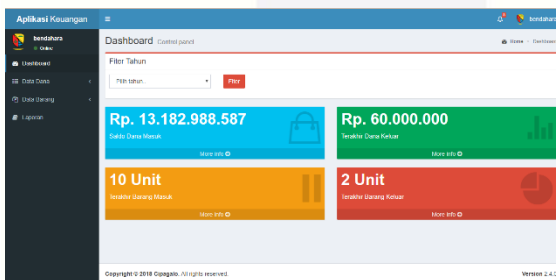 Aplikasi Keuangan
bendahara
bendahara
Online
Dashboard
Data Dana
Data Barang
Laporan
Dashboard Control panel
Home
Dashboard
Filter Tahun
Pilih tahun..
Filter
Rp. 13.182.988.587
Saldo Dana Masuk
More info
Rp. 60.000.000
Terakhir Dana Keluar
More info
10 Unit
Terakhir Barang Masuk
More info
2 Unit
Terakhir Barang Keluar
More info
Copyright © 2018 Cipagalo. All rights reserved.
Version 2.4.0